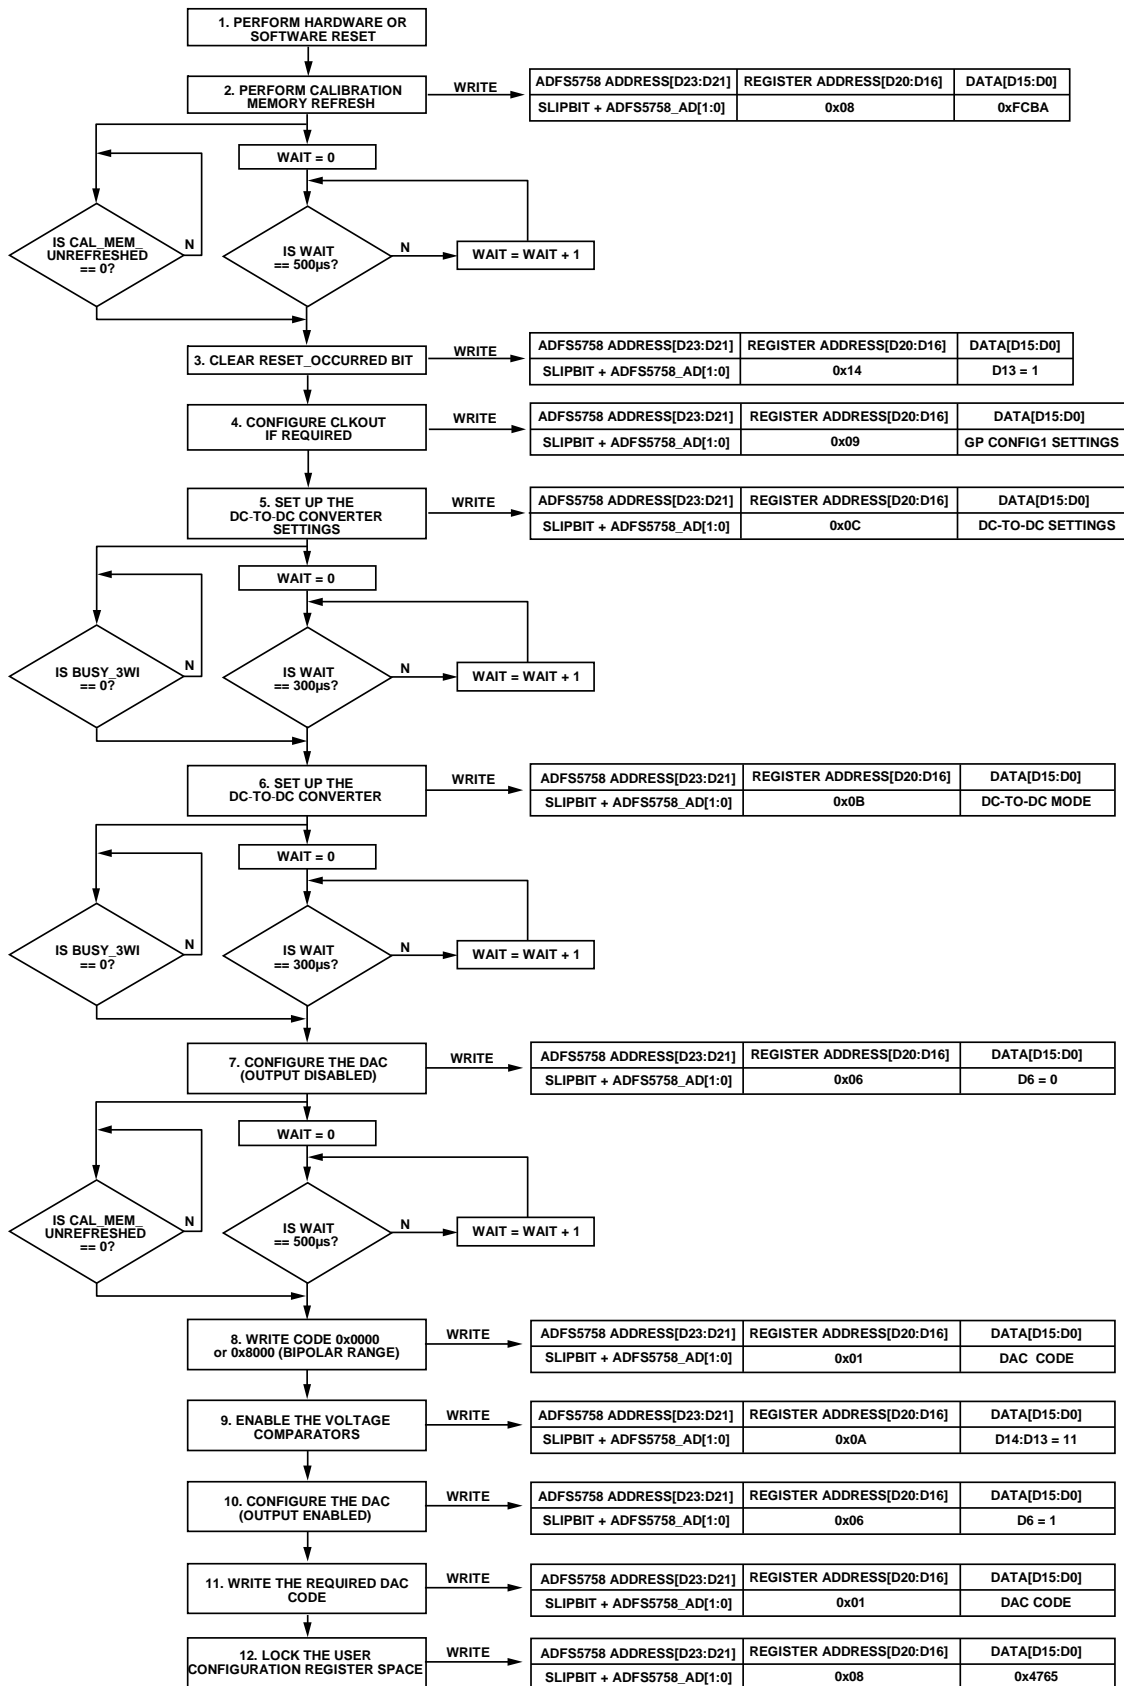 1. PERFORM HARDWARE OR
SOFTWARE RESET
2. PERFORM CALIBRATION
MEMORY REFRESH
WRITE
ADFS5758 ADDRESS[D23:D21] REGISTER ADDRESS[D20:D16] DATA[D15:D0]
SLIPBIT + ADFS5758_AD[1:0] 0x08 0xFCBA
WAIT = 0
IS CAL_MEM_
UNREFRESHED
== 0?
N
IS WAIT
== 500µs?
N
WAIT = WAIT + 1
3. CLEAR RESET_OCCURRED BIT
WRITE
ADFS5758 ADDRESS[D23:D21] REGISTER ADDRESS[D20:D16] DATA[D15:D0]
SLIPBIT + ADFS5758_AD[1:0] 0x14 D13 = 1
4. CONFIGURE CLKOUT
IF REQUIRED
WRITE
ADFS5758 ADDRESS[D23:D21] REGISTER ADDRESS[D20:D16] DATA[D15:D0]
SLIPBIT + ADFS5758_AD[1:0] 0x09 GP CONFIG1 SETTINGS
5. SET UP THE
DC-TO-DC CONVERTER
SETTINGS
WRITE
ADFS5758 ADDRESS[D23:D21] REGISTER ADDRESS[D20:D16] DATA[D15:D0]
SLIPBIT + ADFS5758_AD[1:0] 0x0C DC-TO-DC SETTINGS
WAIT = 0
IS BUSY_3WI
== 0?
N
IS WAIT
== 300µs?
N
WAIT = WAIT + 1
6. SET UP THE
DC-TO-DC CONVERTER
WRITE
ADFS5758 ADDRESS[D23:D21] REGISTER ADDRESS[D20:D16] DATA[D15:D0]
SLIPBIT + ADFS5758_AD[1:0] 0x0B DC-TO-DC MODE
WAIT = 0
IS BUSY_3WI
== 0?
N
IS WAIT
== 300µs?
N
WAIT = WAIT + 1
7. CONFIGURE THE DAC
(OUTPUT DISABLED)
WRITE
ADFS5758 ADDRESS[D23:D21] REGISTER ADDRESS[D20:D16] DATA[D15:D0]
SLIPBIT + ADFS5758_AD[1:0] 0x06 D6 = 0
WAIT = 0
IS CAL_MEM_
UNREFRESHED
== 0?
N
IS WAIT
== 500µs?
N
WAIT = WAIT + 1
8. WRITE CODE 0x0000
or 0x8000 (BIPOLAR RANGE)
WRITE
ADFS5758 ADDRESS[D23:D21] REGISTER ADDRESS[D20:D16] DATA[D15:D0]
SLIPBIT + ADFS5758_AD[1:0] 0x01 DAC CODE
9. ENABLE THE VOLTAGE
COMPARATORS
WRITE
ADFS5758 ADDRESS[D23:D21] REGISTER ADDRESS[D20:D16] DATA[D15:D0]
SLIPBIT + ADFS5758_AD[1:0] 0x0A D14:D13 = 11
10. CONFIGURE THE DAC
(OUTPUT ENABLED)
WRITE
ADFS5758 ADDRESS[D23:D21] REGISTER ADDRESS[D20:D16] DATA[D15:D0]
SLIPBIT + ADFS5758_AD[1:0] 0x06 D6 = 1
11. WRITE THE REQUIRED DAC
CODE
WRITE
ADFS5758 ADDRESS[D23:D21] REGISTER ADDRESS[D20:D16] DATA[D15:D0]
SLIPBIT + ADFS5758_AD[1:0] 0x01 DAC CODE
12. LOCK THE USER
CONFIGURATION REGISTER SPACE
WRITE
ADFS5758 ADDRESS[D23:D21] REGISTER ADDRESS[D20:D16] DATA[D15:D0]
SLIPBIT + ADFS5758_AD[1:0] 0x08 0x4765